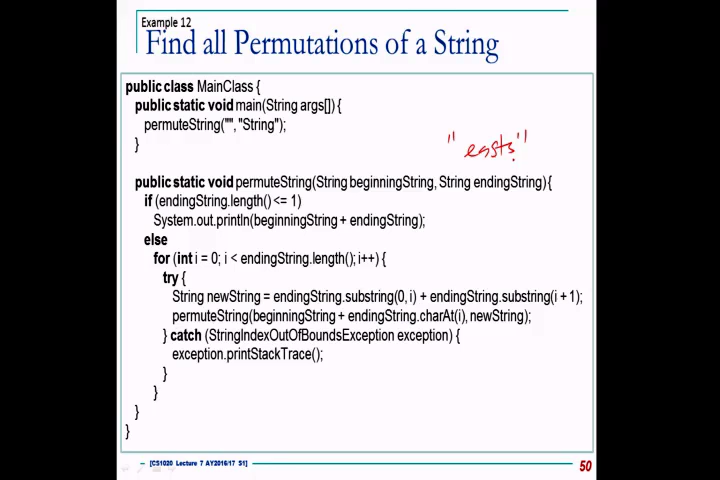 Example 12
Find all Permutations of a String
public class MainClass {
public static void main(String args[]) {
permuteString("", "String");
}
"easts"
public static void permuteString(String beginningString, String endingString){
if (endingString.length() <= 1)
System.out.println(beginningString + endingString);
else
for (int i = 0; i < endingString.length(); i++) {
try {
String newString = endingString.substring(0, i) + endingString.substring(i + 1);
permuteString(beginningString + endingString.charAt(i), newString);
} catch (StringIndexOutOfBoundsException exception) {
exception.printStackTrace();
}
}
}
}
[CS1020 Lecture 7 AY2016/17 S1]
50